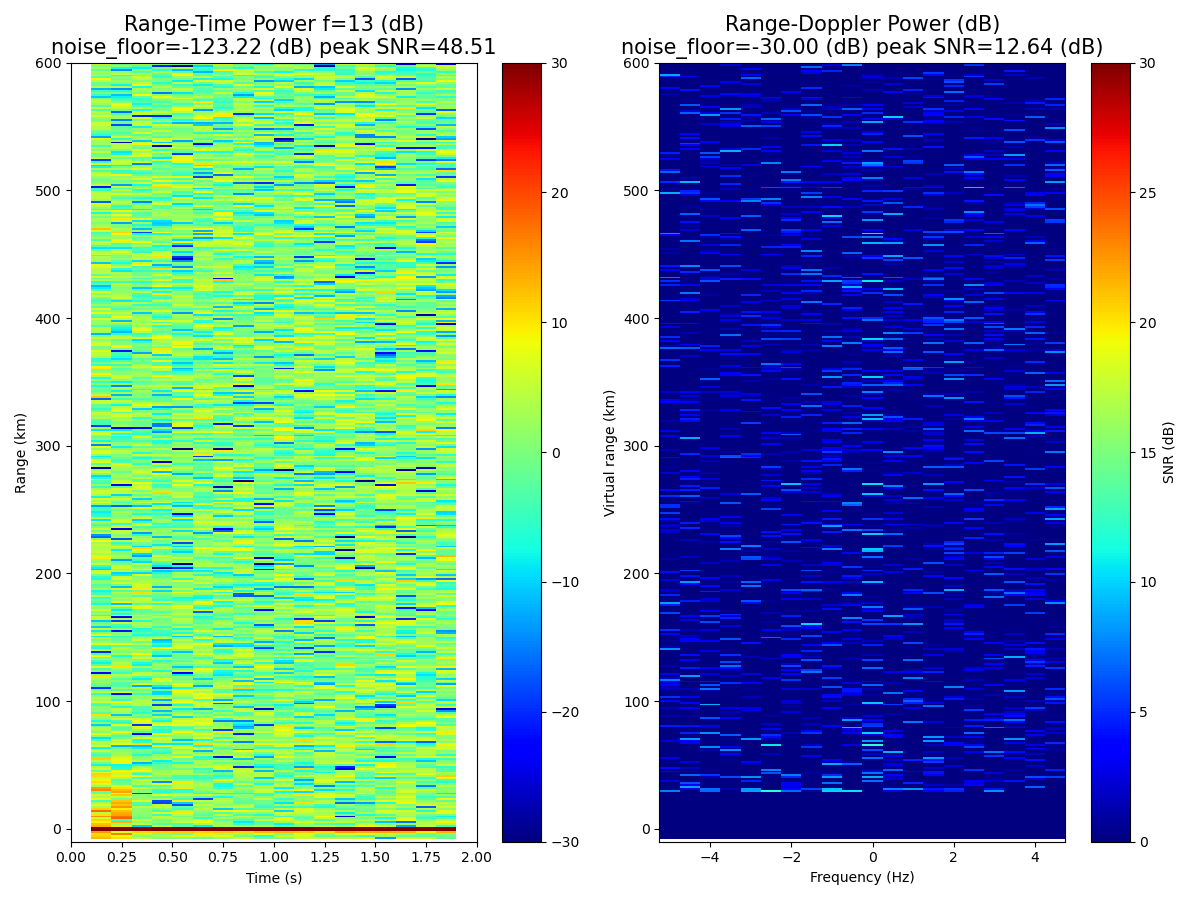 Range-Time Power f=13 (dB)
noise_floor=-123.22 (dB) peak SNR=48.51
Range-Doppler Power (dB)
noise_floor=-30.00 (dB) peak SNR=12.64 (dB)
600
500
400
300
200
100
0
Range (km)
0.00 0.25 0.50 0.75 1.00 1.25 1.50 1.75 2.00
Time (s)
30
20
10
0
−10
−20
−30
600
500
400
300
200
100
0
Virtual range (km)
−4 −2 0 2 4
Frequency (Hz)
30
25
20
15
10
5
0
SNR (dB)